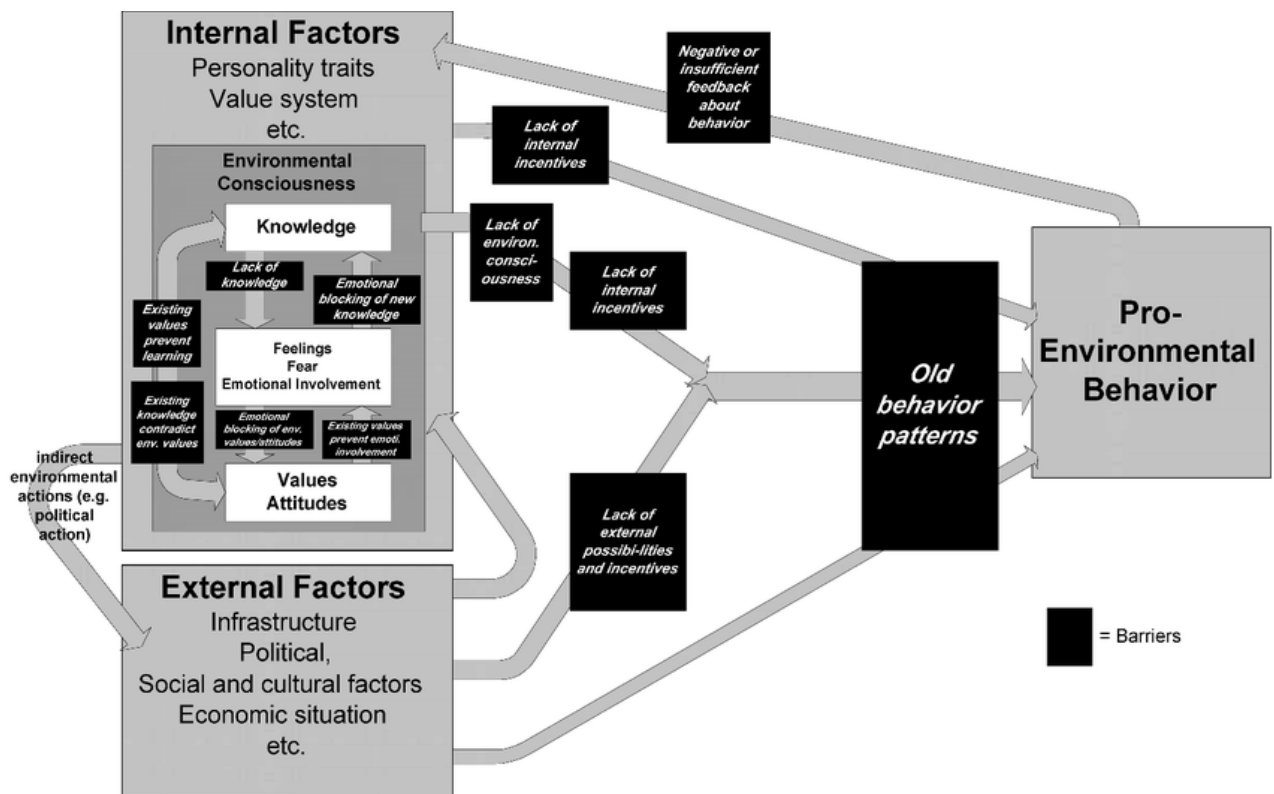 Internal Factors
Personality traits
Value system
etc.
Environmental
Consciousness
Knowledge
Lack of
knowledge
Emotional
blocking of new
knowledge
Existing
values
prevent
learning
Feelings
Fear
Emotional Involvement
Existing
knowledge
contradict
env. values
Emotional
blocking of env.
values/attitudes
Existing values
prevent emoti.
involvement
Values
Attitudes
indirect
environmental
actions (e.g.
political
action)
External Factors
Infrastructure
Political,
Social and cultural factors
Economic situation
etc.
Negative or
insufficient
feedback
about
behavior
Lack of
internal
incentives
Lack of
environ.
consci-
ousness
Lack of
internal
incentives
Lack of
external
possibi-lities
and incentives
Old
behavior
patterns
Pro-
Environmental
Behavior
= Barriers